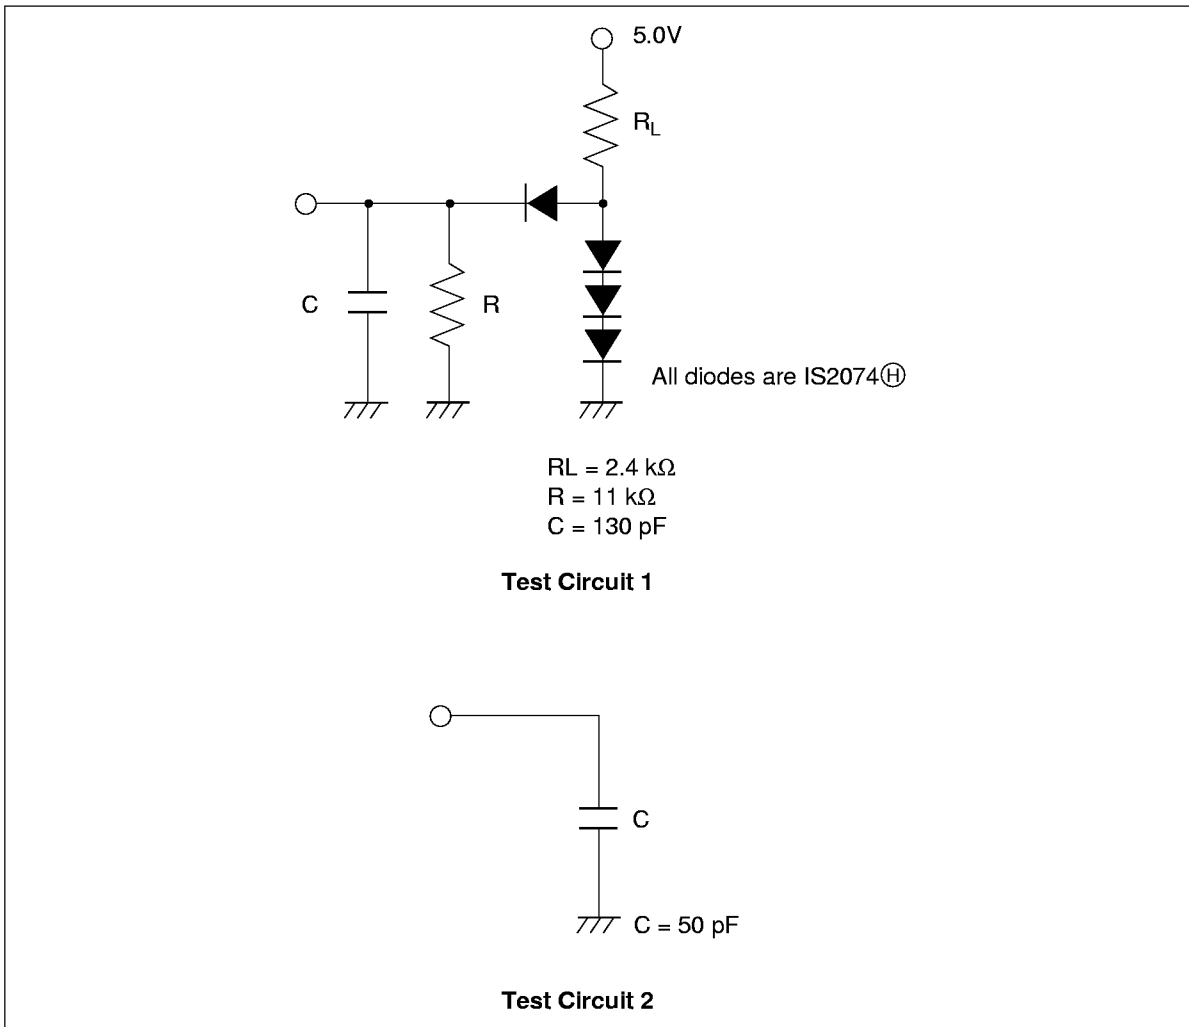 5.0V
RL
C
R
All diodes are IS2074Ⓗ
RL = 2.4 kΩ
R = 11 kΩ
C = 130 pF
Test Circuit 1
C
C = 50 pF
Test Circuit 2